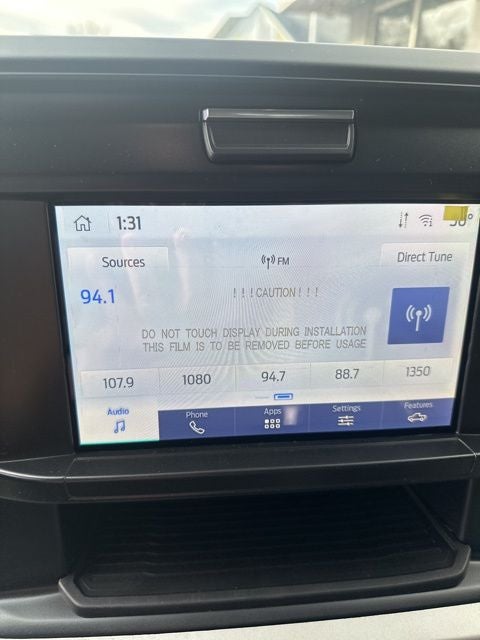 1:31
Sources
FM
Direct Tune
94.1
!!!CAUTION!!!
DO NOT TOUCH DISPLAY DURING INSTALLATION
THIS FILM IS TO BE REMOVED BEFORE USAGE
107.9 1080 94.7 88.7 1350
Audio Phone Apps Settings Features